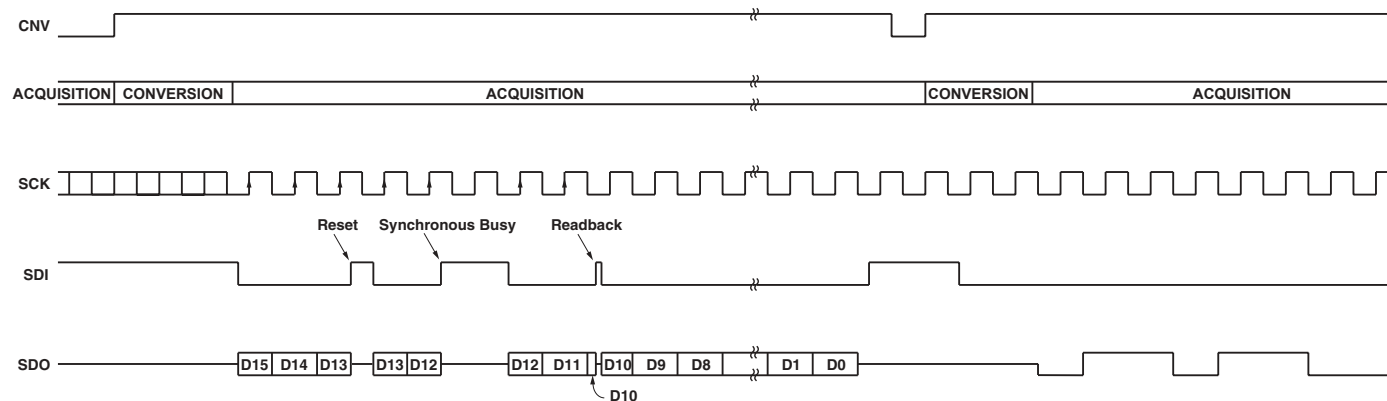 CNV
ACQUISITION CONVERSION ACQUISITION CONVERSION ACQUISITION
SCK
Reset Synchronous Busy Readback
SDI
SDO D15 D14 D13 D13 D12 D12 D11 D10 D9 D8 D1 D0
D10